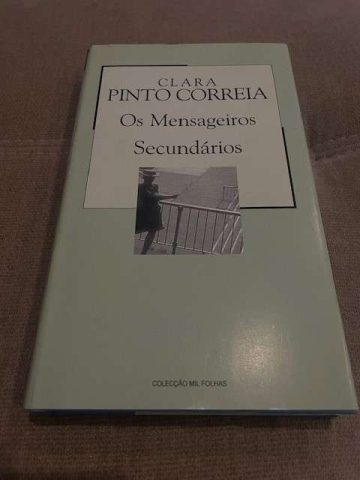 CLARA
PINTO CORREIA
Os Mensageiros
Secundários
COLECÇÃO MIL FOLHAS